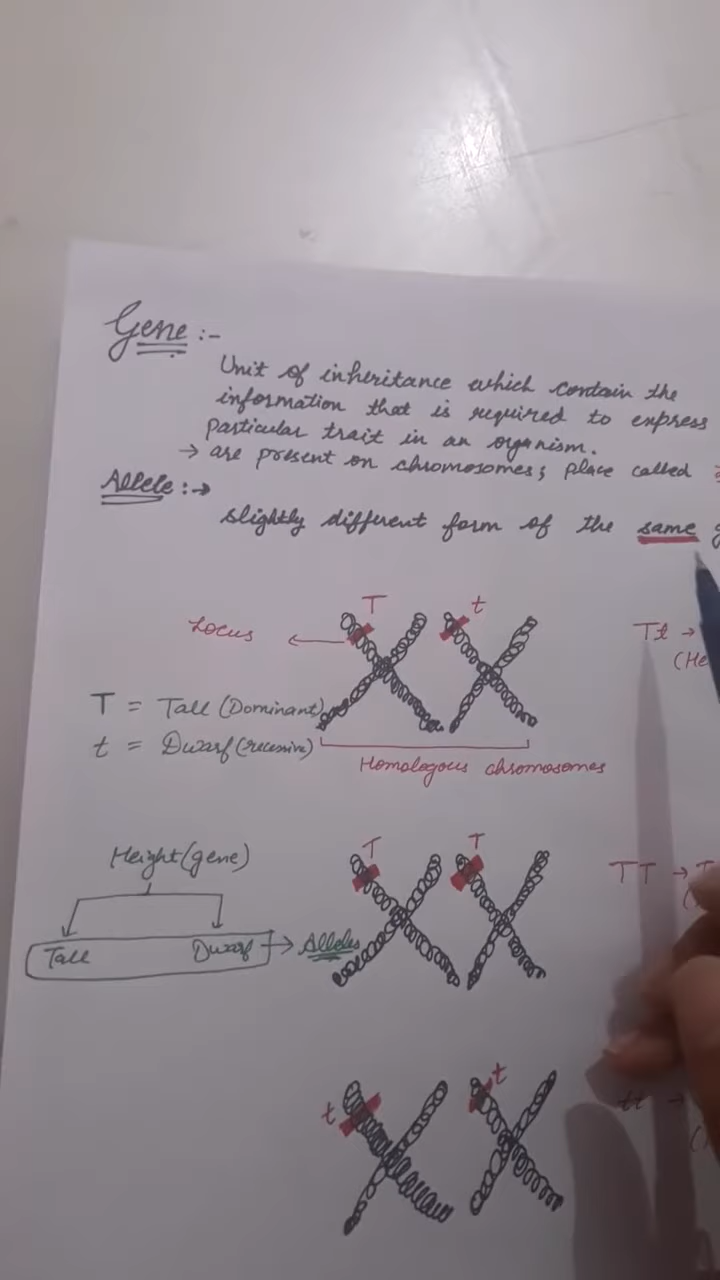 Gene :-
Unit of inheritance which contain the
information that is required to express
particular trait in an organism.
→ are present on chromosomes; place called
Allele :→
slightly different form of the same
T t
Locus ←
Tt →
(He
T = Tall (Dominant)
t = Dwarf (recessive)
Homologous chromosomes
Height (gene)
T T
TT →
Tall Dwarf → Alleles
t t
tt →